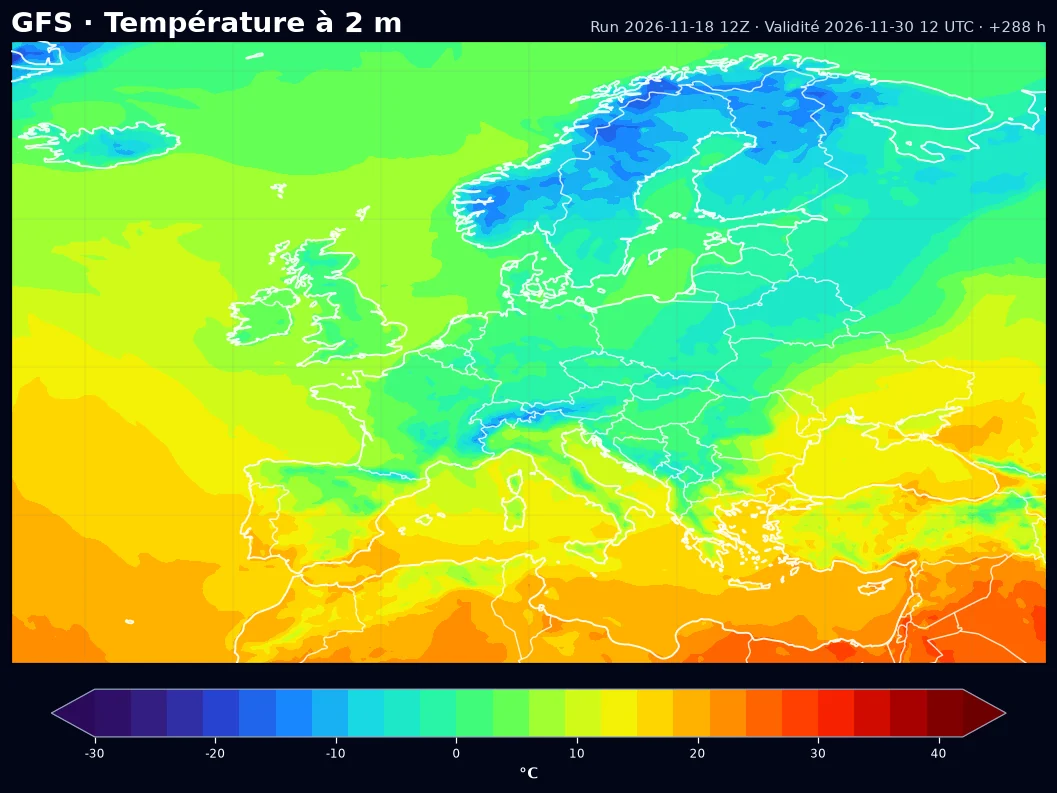 GFS · Température à 2 m
Run 2026-11-18 12Z · Validité 2026-11-30 12 UTC · +288 h
-30 -20 -10 0 10 20 30 40
°C